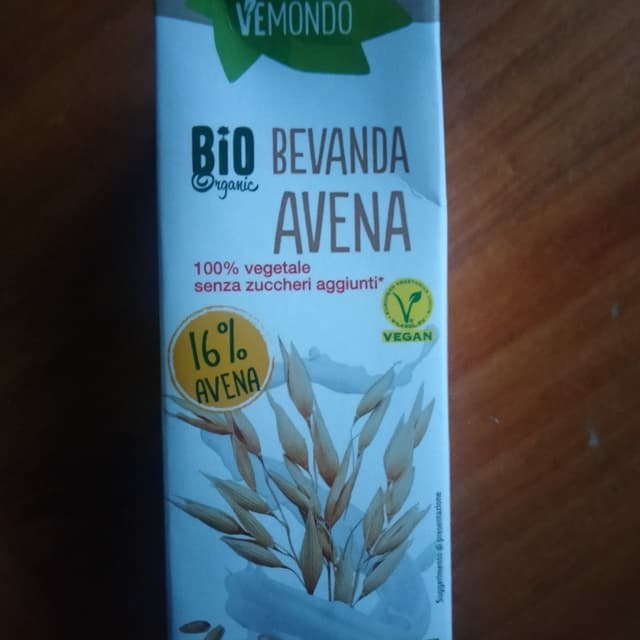 VEMONDO
BiO
Organic
BEVANDA
AVENA
100% vegetale
senza zuccheri aggiunti*
VEGAN
16%
AVENA
Suggerimento di presentazione